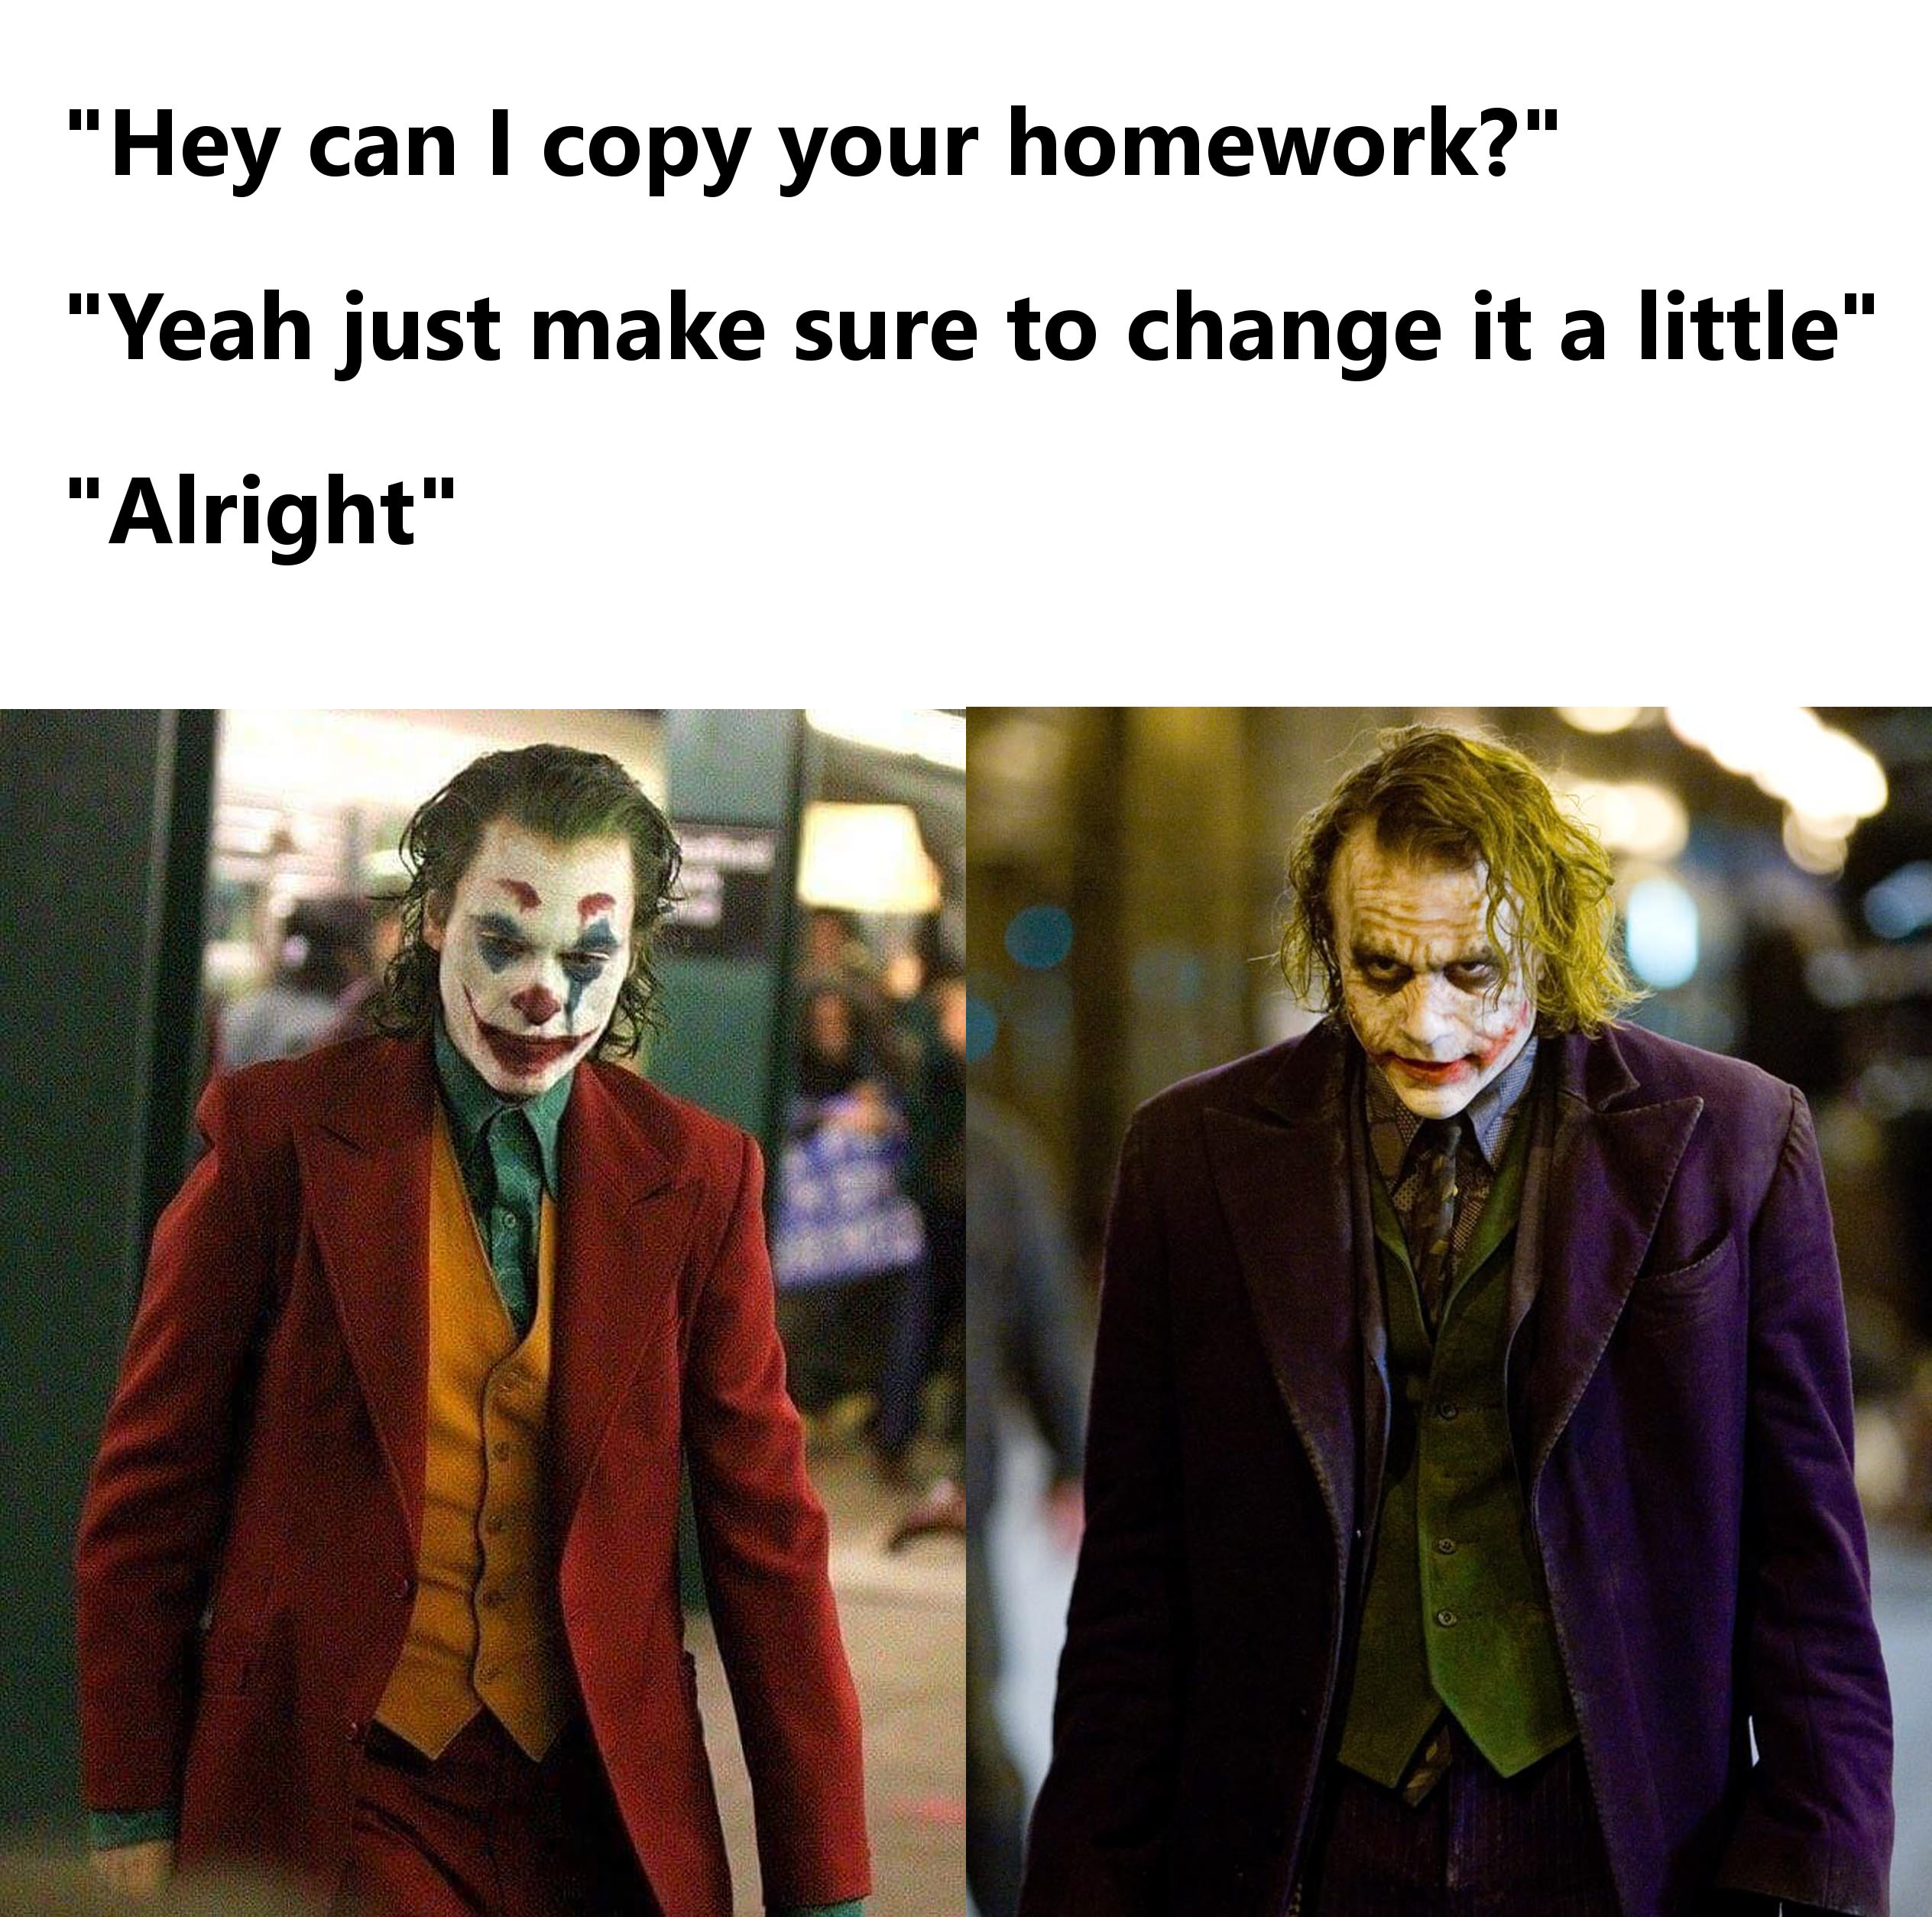 "Hey can I copy your homework?"
"Yeah just make sure to change it a little"
"Alright"